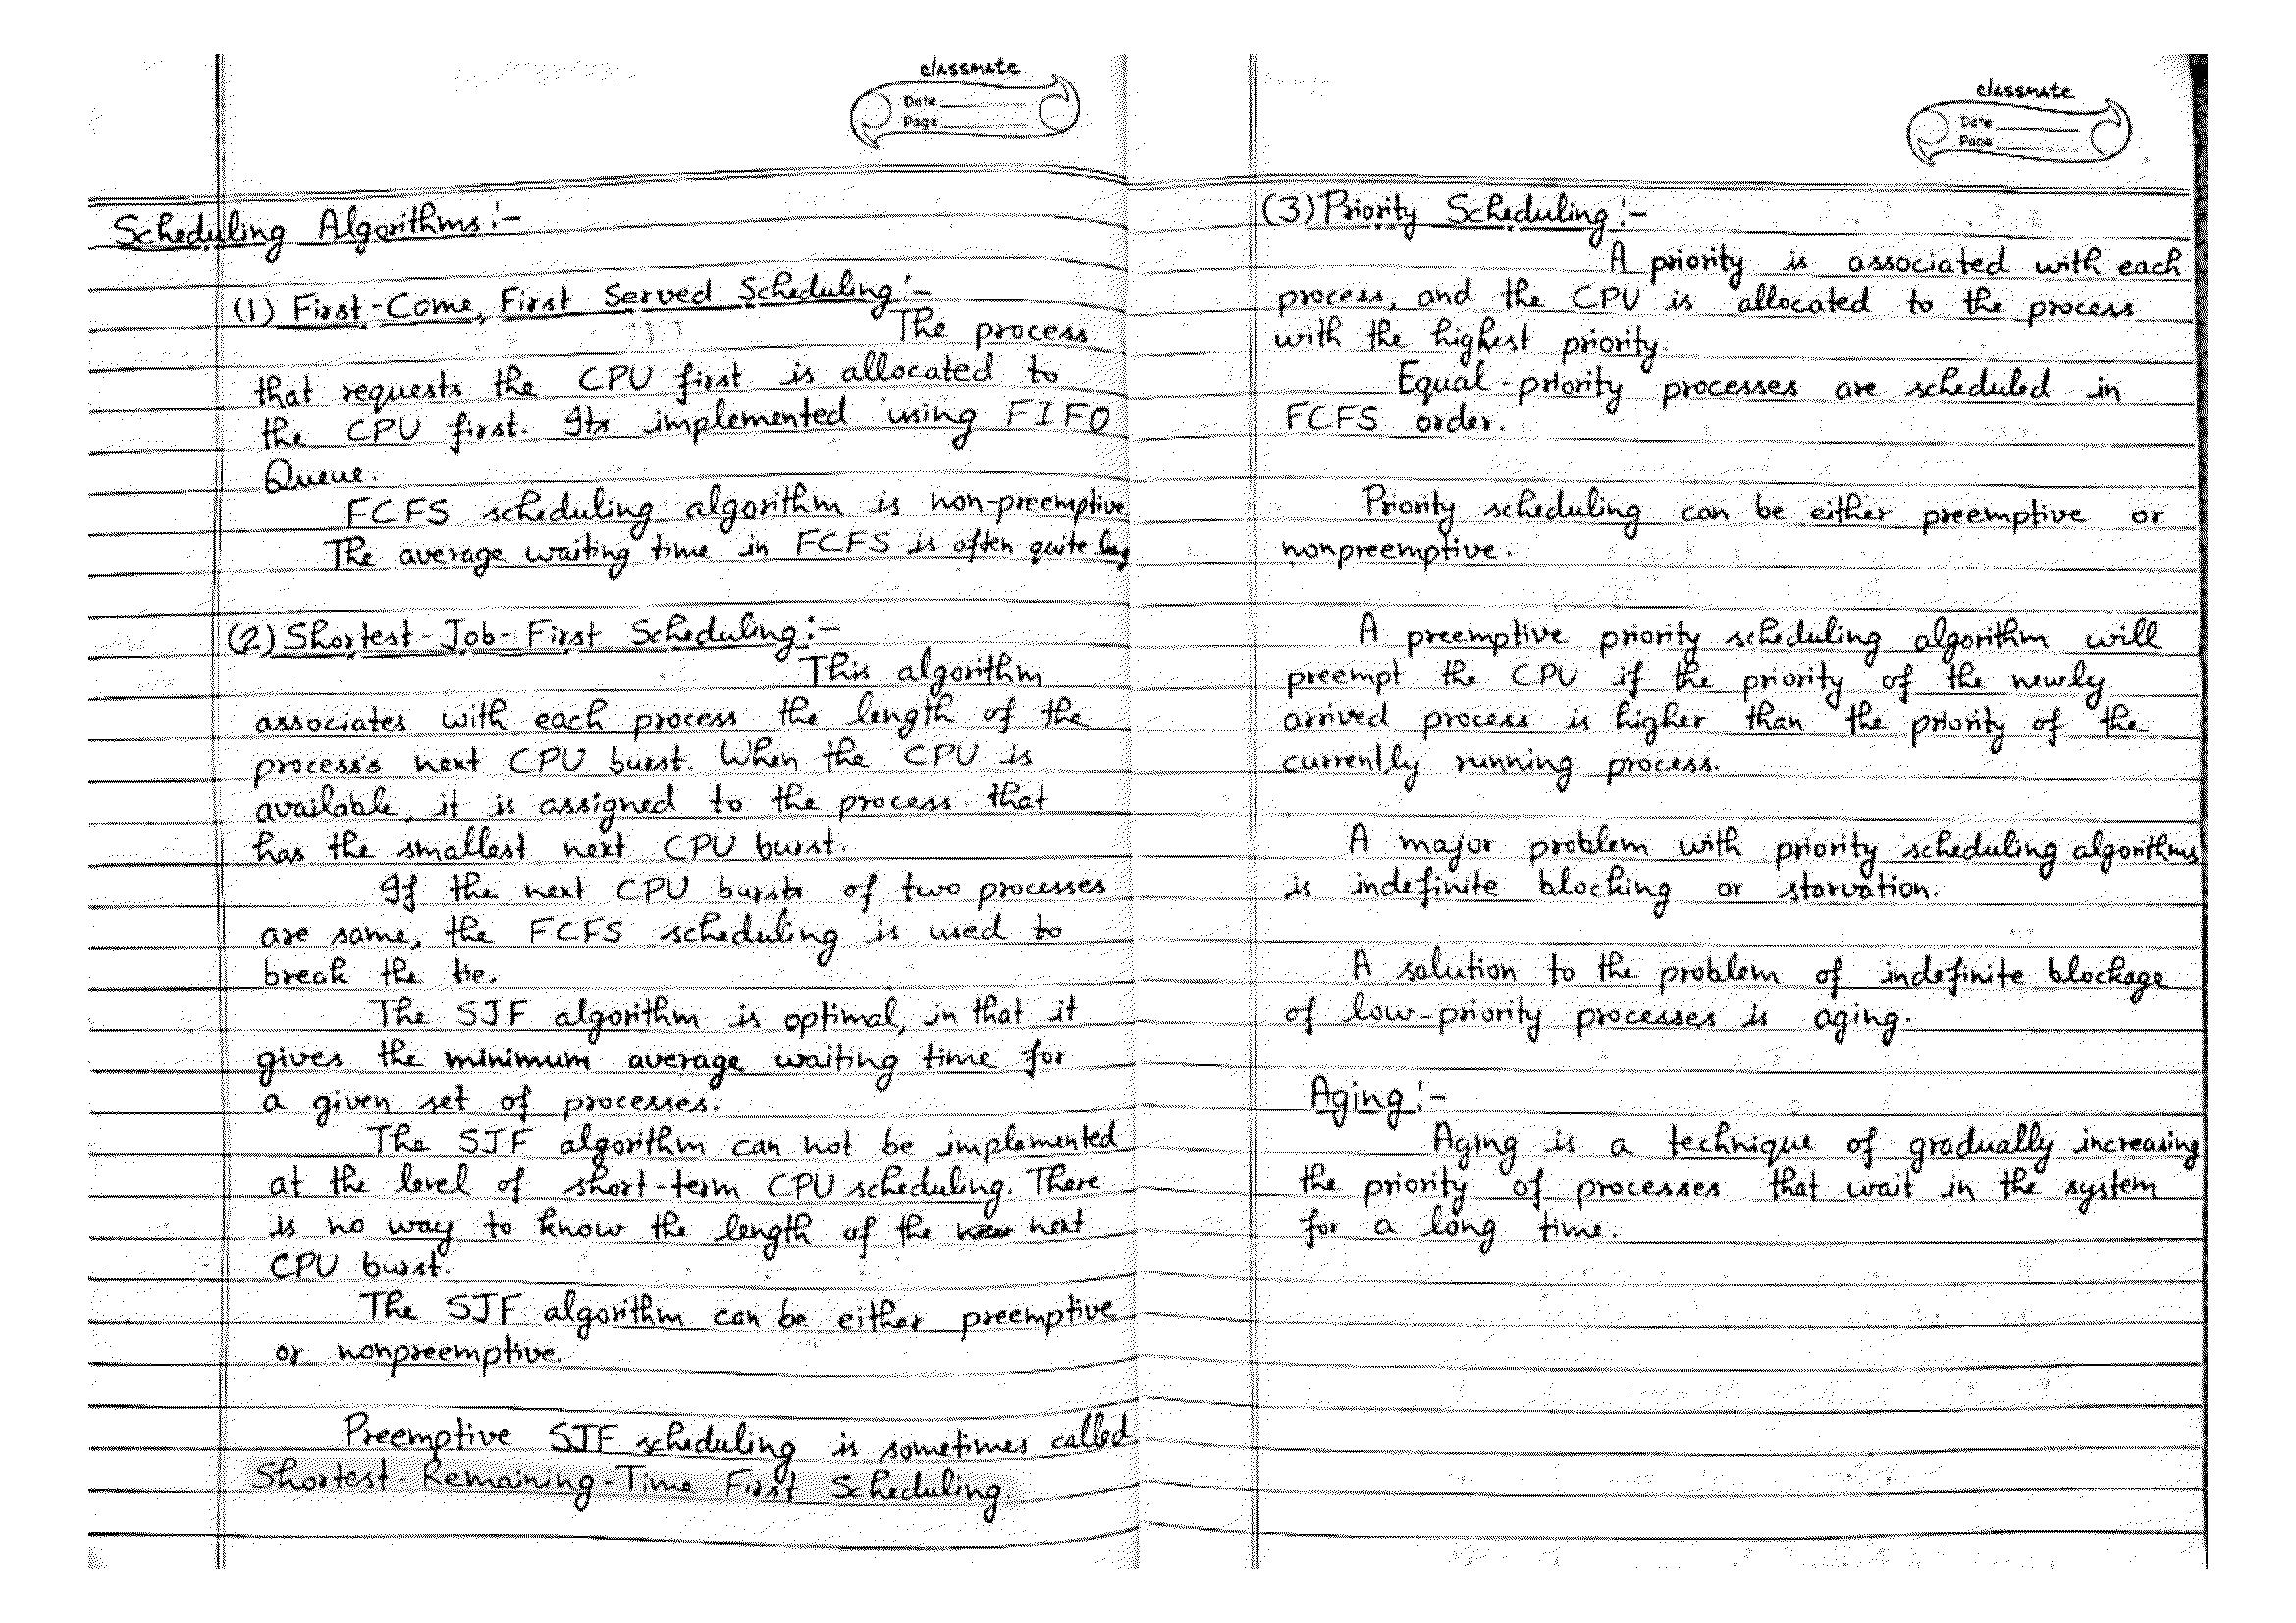 classmate
Date
Page
Scheduling Algorithms:-
(1) First-Come, First Served Scheduling:-
The process
that requests the CPU first is allocated to
the CPU first. Its implemented using FIFO
Queue.
FCFS scheduling algorithm is non-preemptive
The average waiting time in FCFS is often quite
(2) Shortest-Job-First Scheduling:-
This algorithm
associates with each process the length of the
process's next CPU burst. When the CPU is
available, it is assigned to the process that
has the smallest next CPU burst.
If the next CPU bursts of two processes
are same, the FCFS scheduling is used to
break the tie.
The SJF algorithm is optimal, in that it
gives the minimum average waiting time for
a given set of processes.
The SJF algorithm can not be implemented
at the level of short-term CPU scheduling. There
is no way to know the length of the next
CPU burst.
The SJF algorithm can be either preemptive
or nonpreemptive.
Preemptive SJF scheduling is sometimes called
Shortest-Remaining-Time-First Scheduling
classmate
Date
Page
(3) Priority Scheduling:-
A priority is associated with each
process, and the CPU is allocated to the process
with the highest priority.
Equal-priority processes are scheduled in
FCFS order.
Priority scheduling can be either preemptive or
nonpreemptive.
A preemptive priority scheduling algorithm will
preempt the CPU if the priority of the newly
arrived process is higher than the priority of the
currently running process.
A major problem with priority scheduling algorithms
is indefinite blocking or starvation.
A solution to the problem of indefinite blockage
of low-priority processes is aging.
Aging:-
Aging is a technique of gradually increasing
the priority of processes that wait in the system
for a long time.